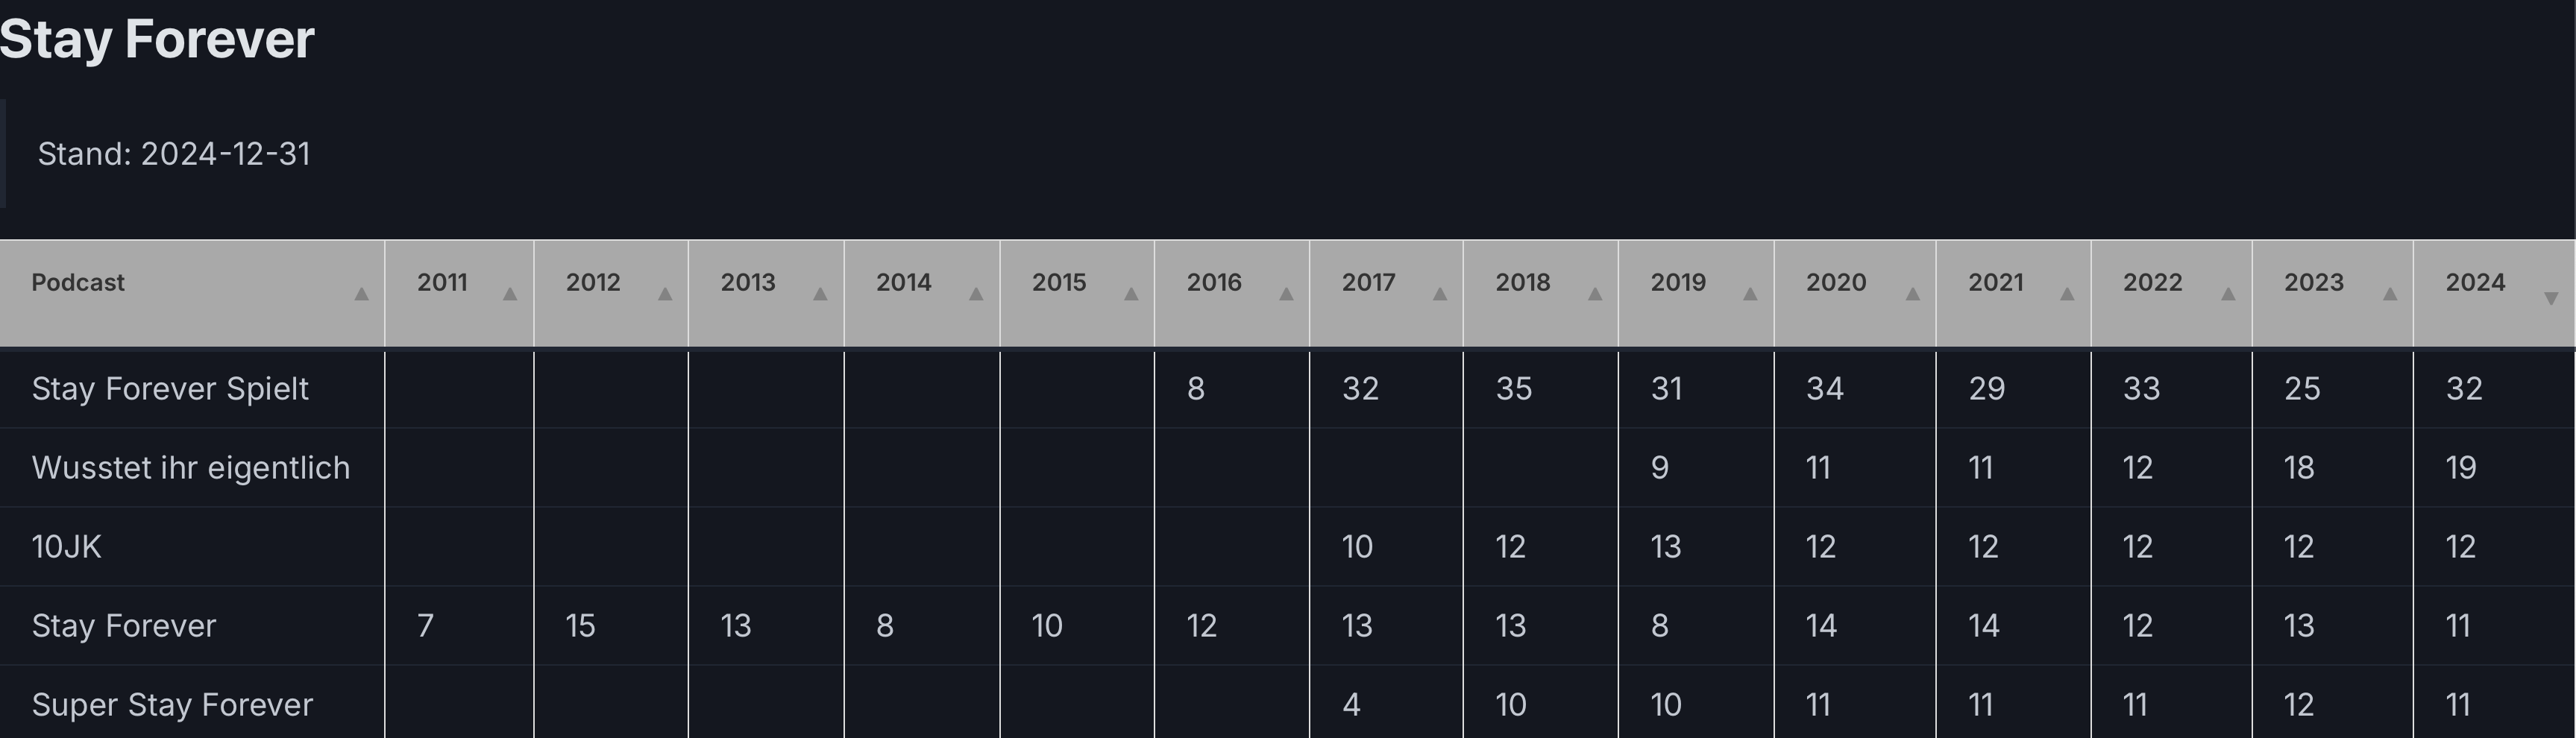 Stay Forever
Stand: 2024-12-31
Podcast 2011 2012 2013 2014 2015 2016 2017 2018 2019 2020 2021 2022 2023 2024
Stay Forever Spielt 8 32 35 31 34 29 33 25 32
Wusstet ihr eigentlich 9 11 11 12 18 19
10JK 10 12 13 12 12 12 12 12
Stay Forever 7 15 13 8 10 12 13 13 8 14 14 12 13 11
Super Stay Forever 4 10 10 11 11 11 12 11